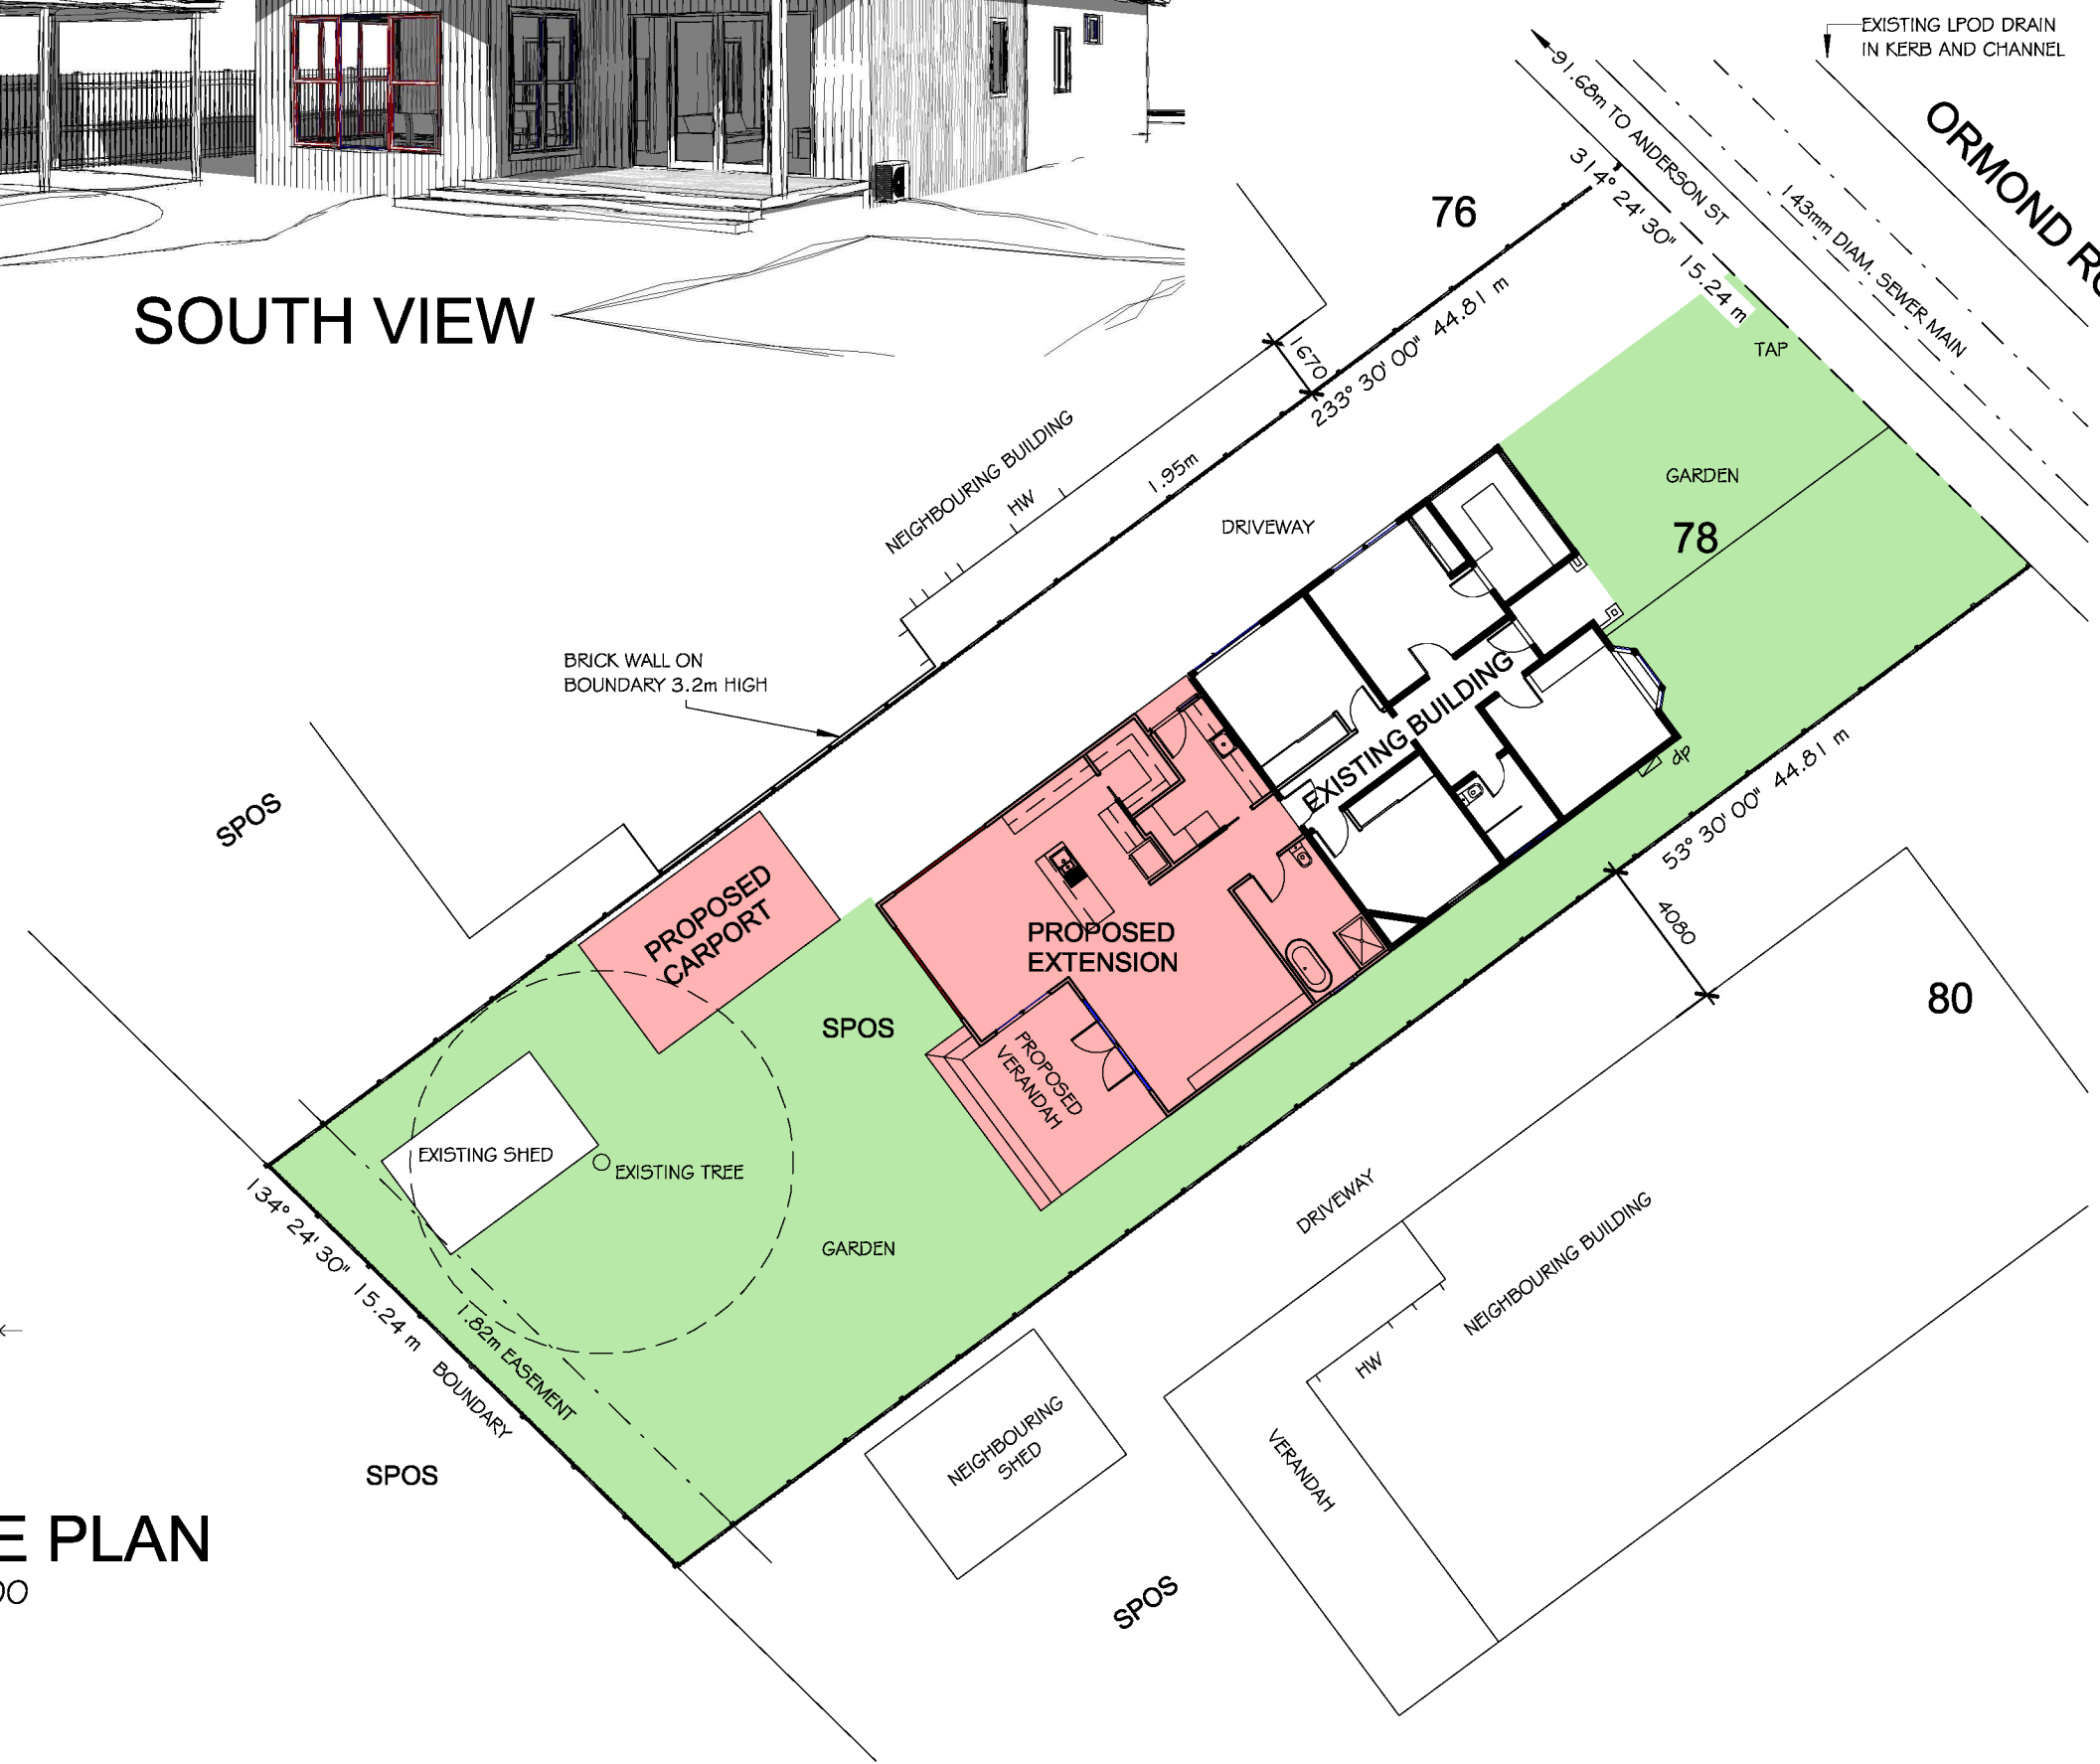 EXISTING LPOD DRAIN
IN KERB AND CHANNEL
ORMOND
91.68m TO ANDERSON ST
314° 24' 30" 15.24 m
143mm DIAM. SEWER MAIN
76
SOUTH VIEW
1670
233° 30' 00" 44.81 m
TAP
NEIGHBOURING BUILDING
HW
1.95m
DRIVEWAY
GARDEN
78
BRICK WALL ON
BOUNDARY 3.2m HIGH
EXISTING BUILDING
dP
53° 30' 00" 44.81 m
SPOS
PROPOSED
CARPORT
PROPOSED
EXTENSION
4080
80
SPOS
PROPOSED
VERANDAH
EXISTING SHED
EXISTING TREE
134° 24' 30" 15.24 m BOUNDARY
GARDEN
DRIVEWAY
NEIGHBOURING BUILDING
1.82m EASEMENT
HW
NEIGHBOURING
SHED
VERANDAH
SPOS
E PLAN
SPOS